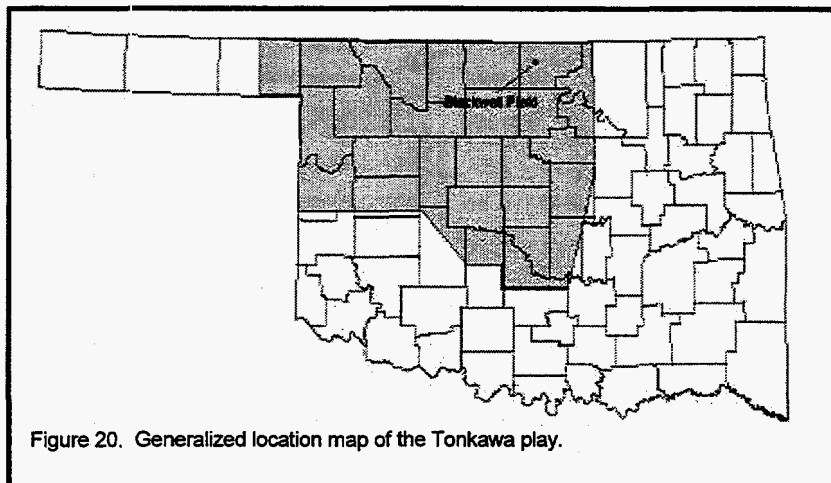 Blackwell Field
Figure 20. Generalized location map of the Tonkawa play.